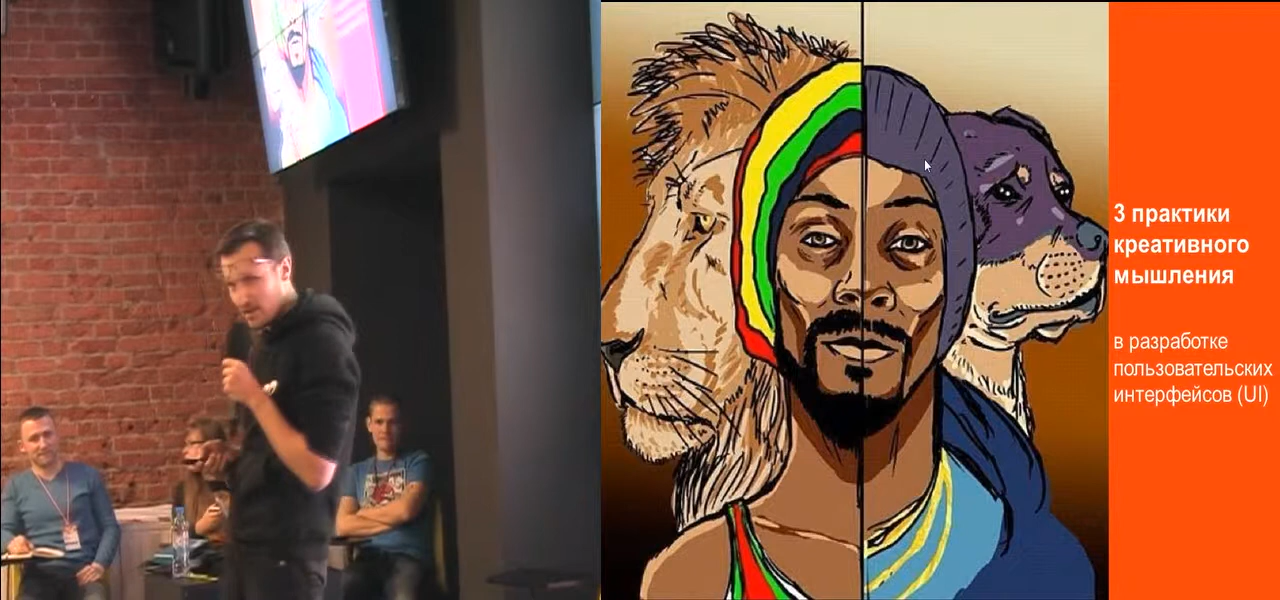 3 практики
креативного
мышления
в разработке
пользовательских
интерфейсов (UI)